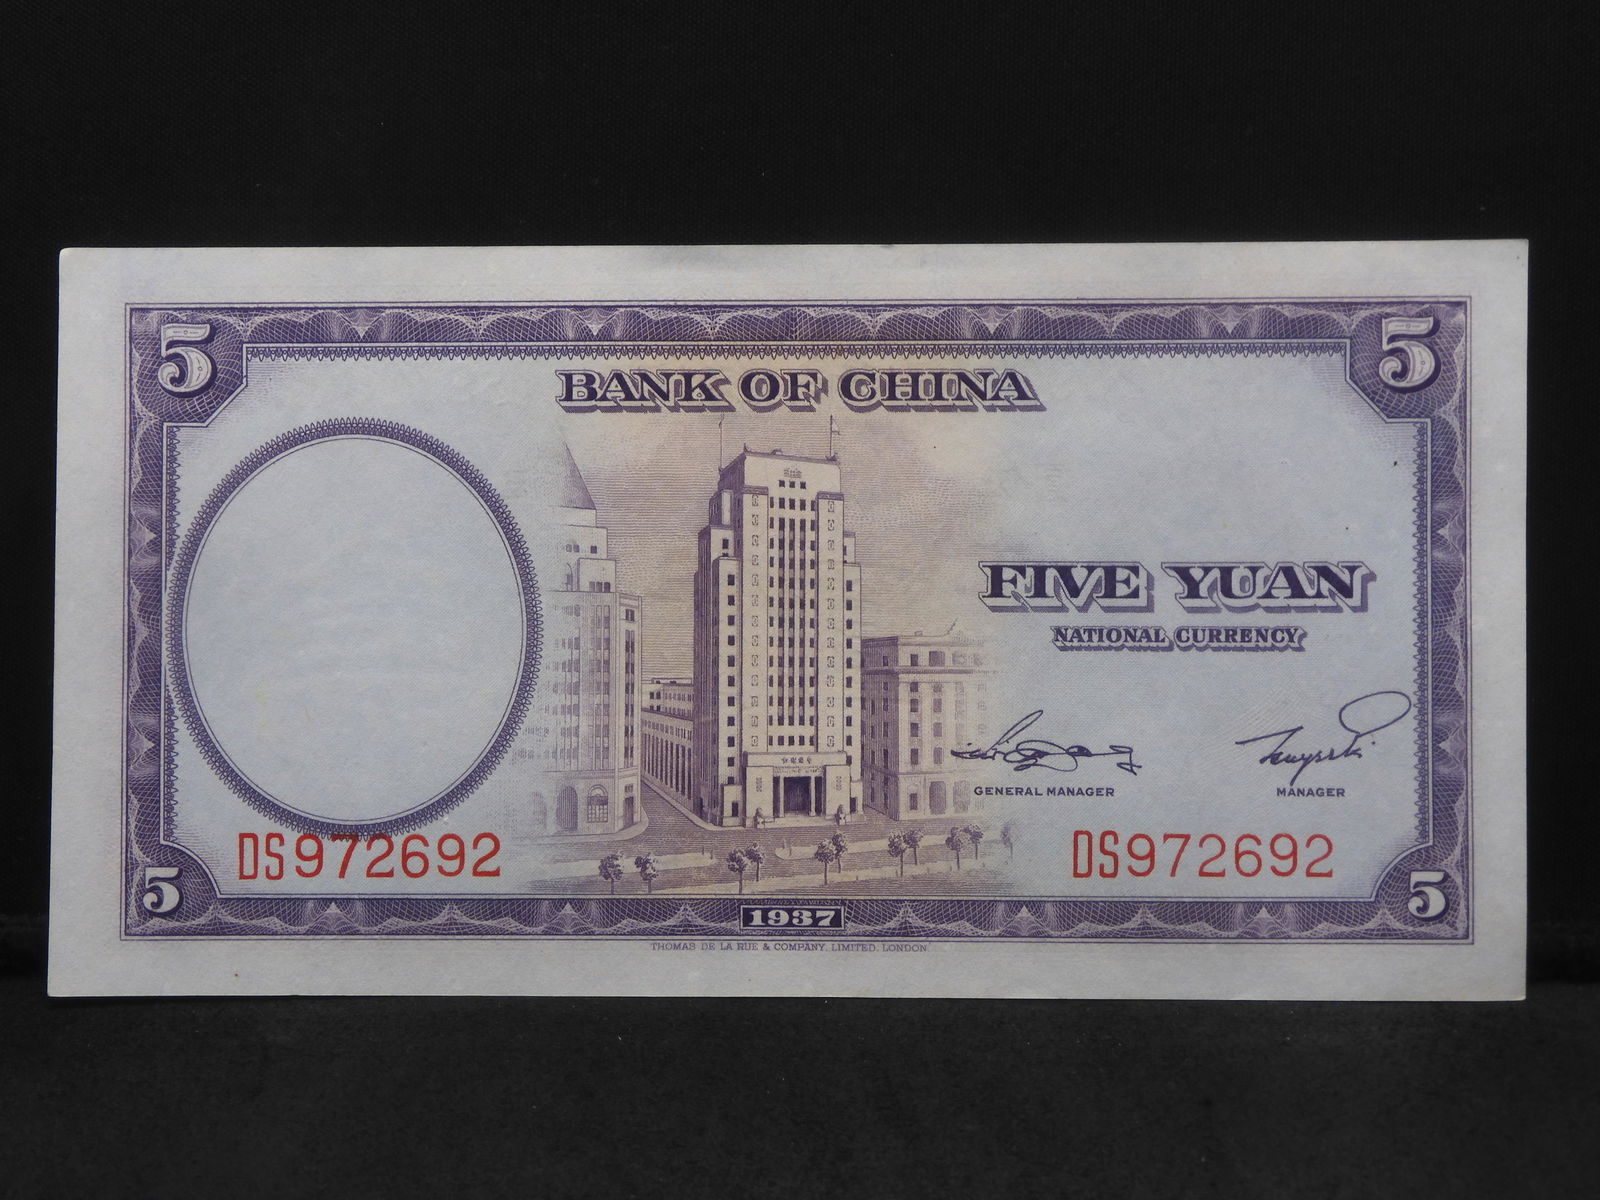 5 5
BANK OF CHINA
FIVE YUAN
NATIONAL CURRENCY
GENERAL MANAGER MANAGER
DS972692 DS972692
5 1937 5
THOMAS DE LA RUE & COMPANY, LIMITED, LONDON